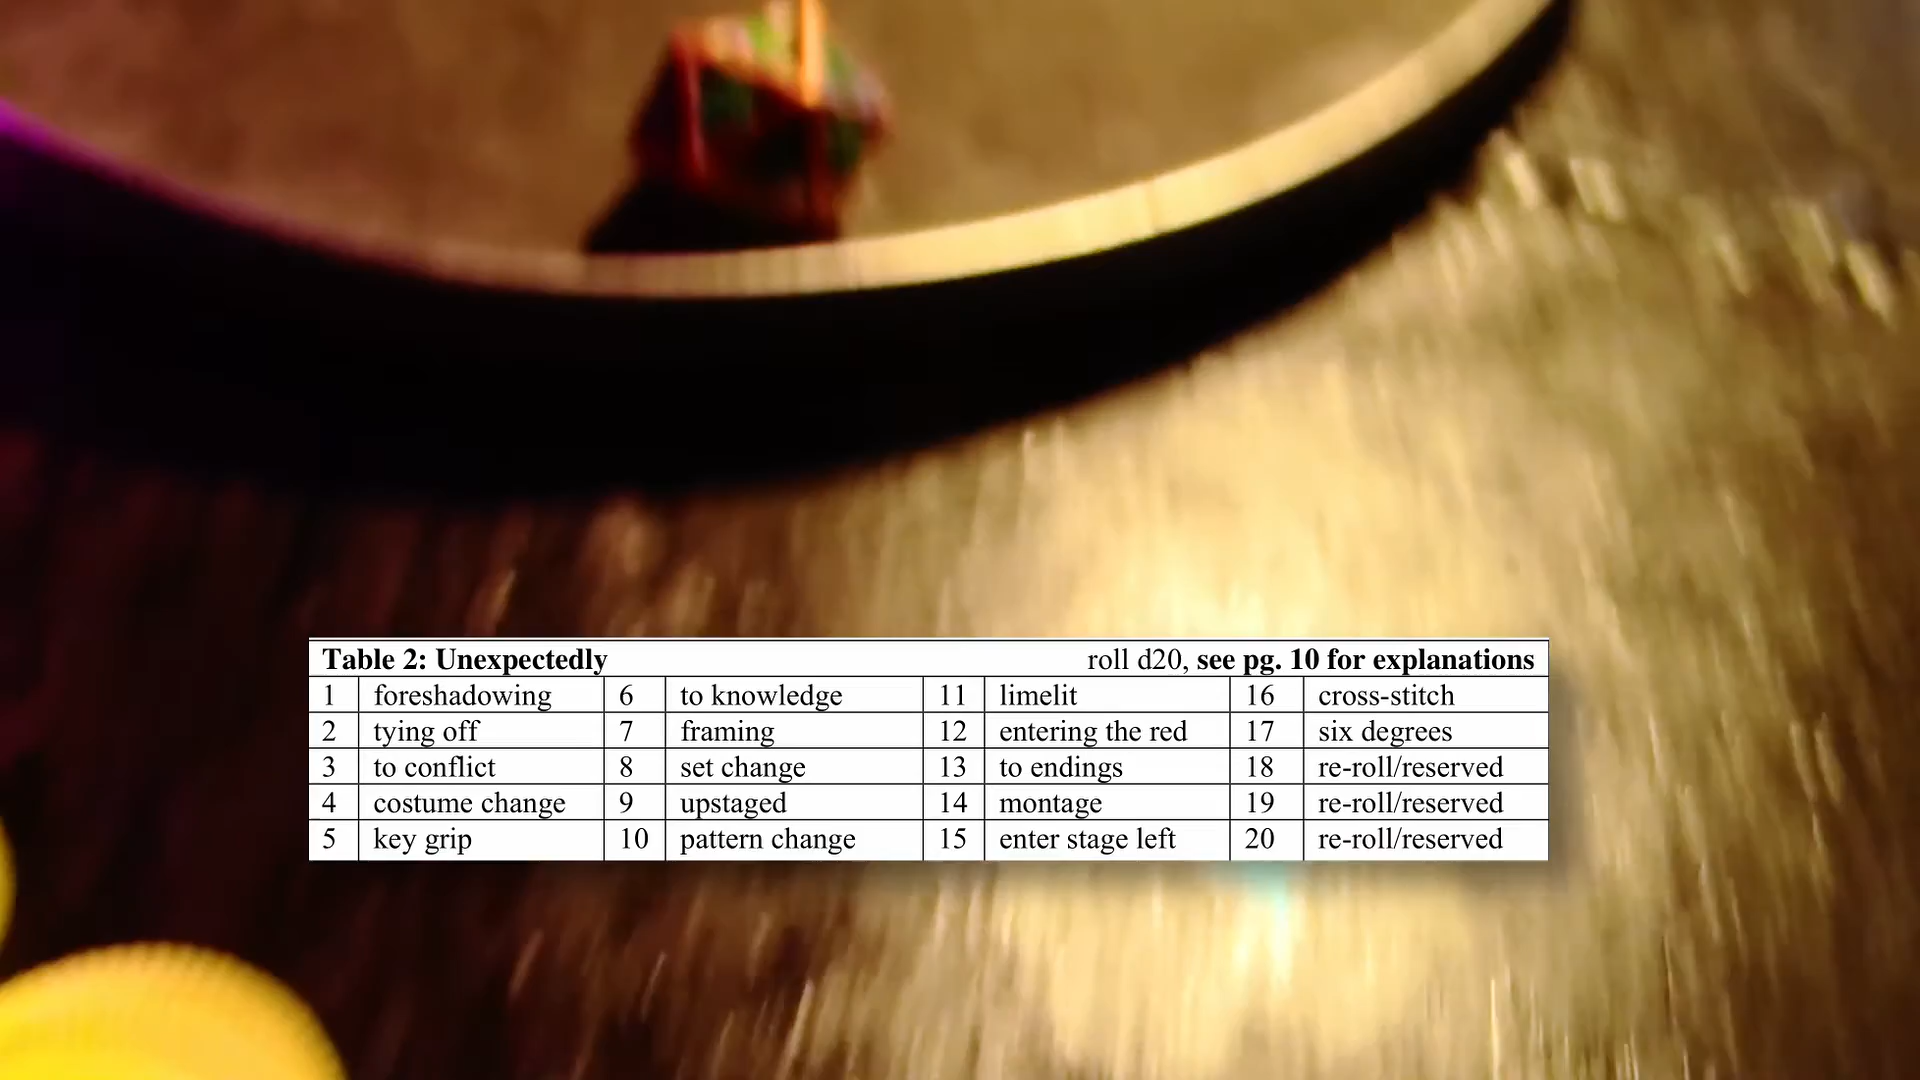 Table 2: Unexpectedly roll d20, see pg. 10 for explanations
1 foreshadowing 6 to knowledge 11 limelit 16 cross-stitch
2 tying off 7 framing 12 entering the red 17 six degrees
3 to conflict 8 set change 13 to endings 18 re-roll/reserved
4 costume change 9 upstaged 14 montage 19 re-roll/reserved
5 key grip 10 pattern change 15 enter stage left 20 re-roll/reserved